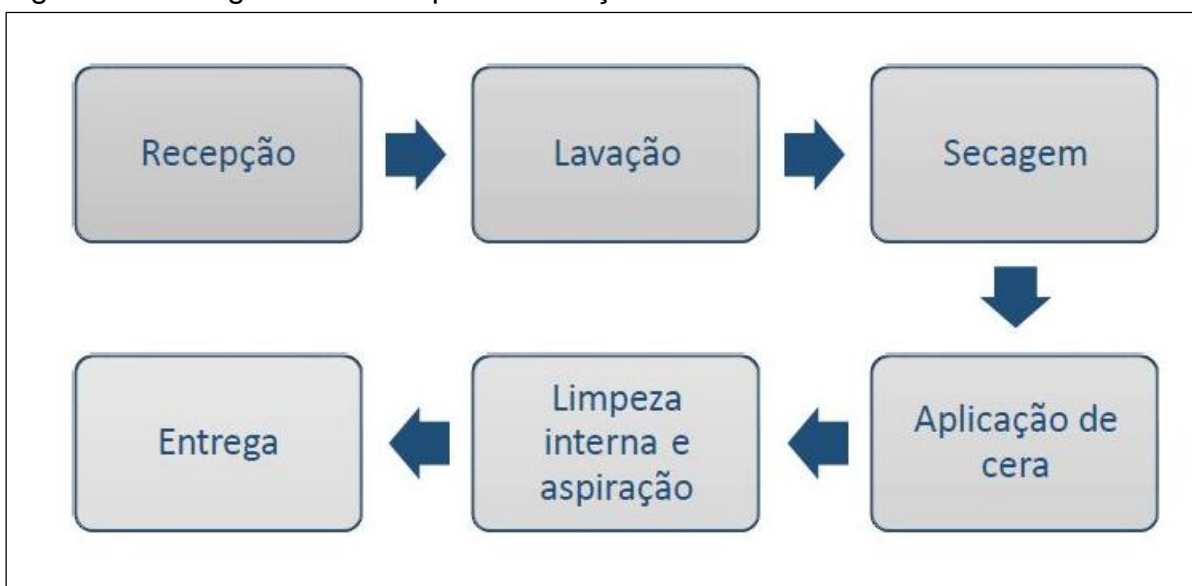 Recepção
Lavação
Secagem
Aplicação de
cera
Limpeza
interna e
aspiração
Entrega